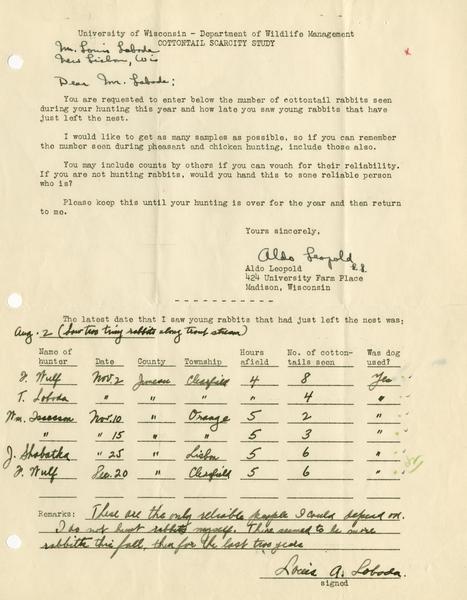 University of Wisconsin - Department of Wildlife Management
COTTONTAIL SCARCITY STUDY
Mr. Louis Loboda
New Lisbon, Wis
Dear Mr. Loboda:
You are requested to enter below the number of cottontail rabbits seen
during your hunting this year and how late you saw young rabbits that have
just left the nest.
I would like to get as many samples as possible, so if you can remember
the number seen during pheasant and chicken hunting, include those also.
You may include counts by others if you can vouch for their reliability.
If you are not hunting rabbits, would you hand this to some reliable person
who is?
Please keep this until your hunting is over for the year and then return
to me.
Yours sincerely,
Aldo Leopold
Aldo Leopold
424 University Farm Place
Madison, Wisconsin
The latest date that I saw young rabbits that had just left the nest was:
Aug. 2 (Saw two tiny rabbits along trout stream)
Name of hunter Date County Township Hours afield No. of cotton-tails seen Was dog used?
F. Wulf Nov. 2 Juneau Clearfield 4 8 Yes
T. Loboda " " " " 4 "
Wm. Isaacson Nov. 10 " Orange 5 2 "
" " 15 " " 5 3 "
J. Shabatka " 25 " Lisbon 5 6 "
F. Wulf Dec. 20 " Clearfield 5 6 "
Remarks: These are the only reliable people I could depend on.
I do not hunt rabbits myself. There seemed to be more
rabbits this fall, than for the last two years
Louis A. Loboda
signed